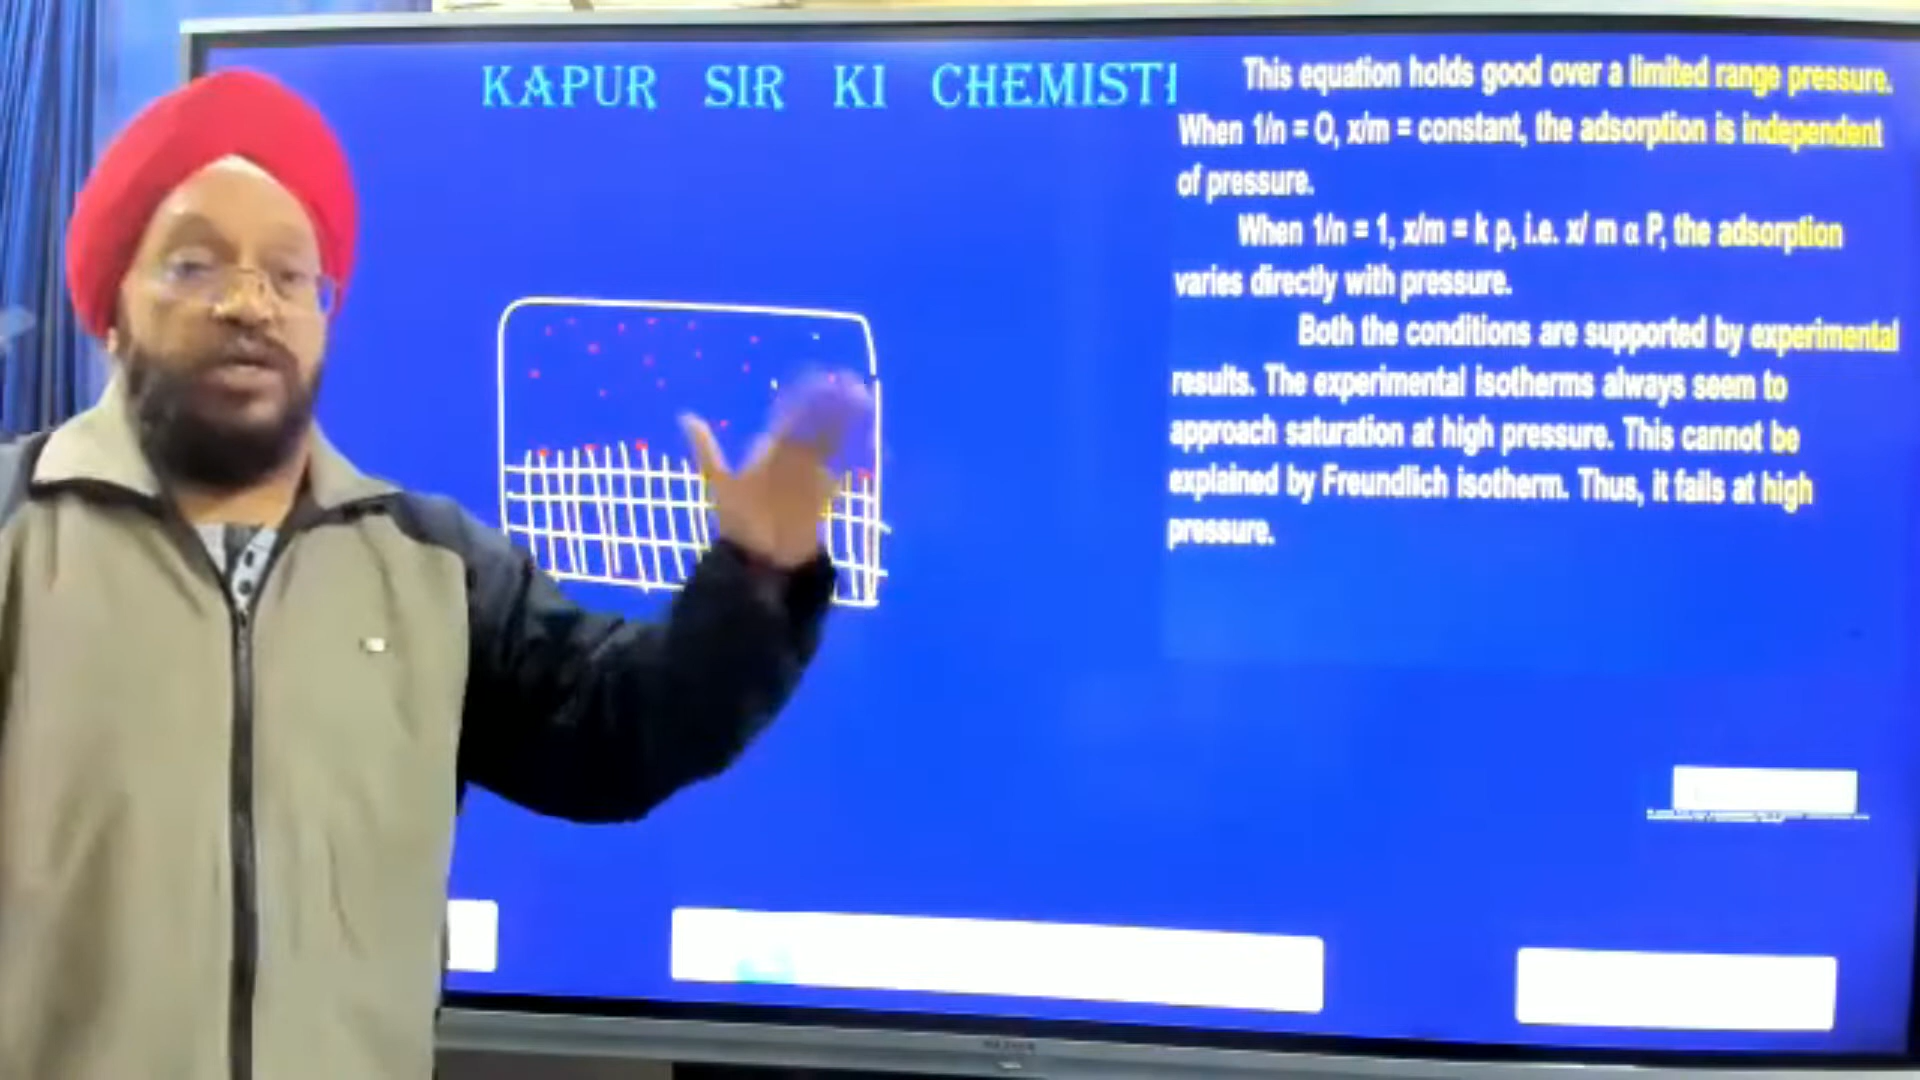 KAPUR SIR KI CHEMISTR
This equation holds good over a limited range pressure.
When 1/n = O, x/m = constant, the adsorption is independent
of pressure.
When 1/n = 1, x/m = k p, i.e. x/ m α P, the adsorption
varies directly with pressure.
Both the conditions are supported by experimental
results. The experimental isotherms always seem to
approach saturation at high pressure. This cannot be
explained by Freundlich isotherm. Thus, it fails at high
pressure.